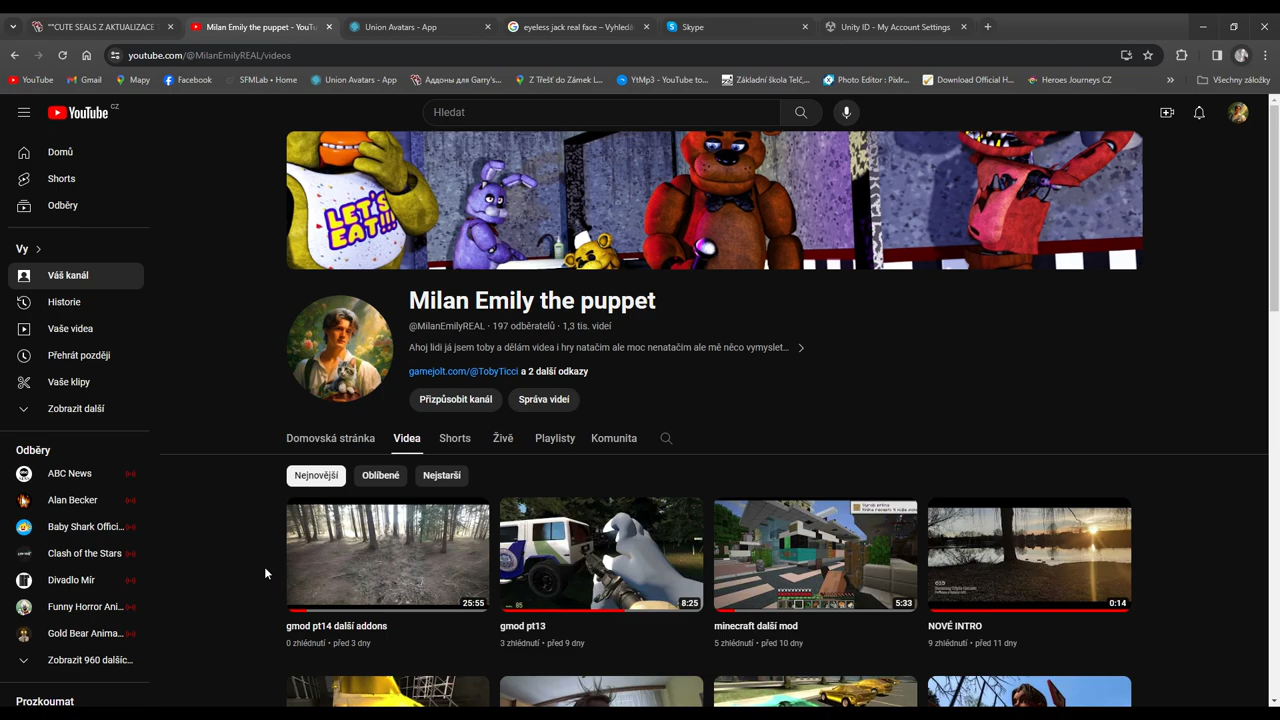 "“CUTE SEALS Z AKTUALIZACE
Milan Emily the puppet - YouTu
Union Avatars - App
eyeless jack real face – Vyhledá
Skype
Unity ID - My Account Settings
youtube.com/@MilanEmilyREAL/videos
YouTube
Gmail
Mapy
Facebook
SFMLab • Home
Union Avatars - App
Аддоны для Garry's...
Z Třešť do Zámek L...
YtMp3 - YouTube to...
Základní škola Telč,...
Photo Editor : Pixlr...
Download Official H...
Heroes Journeys CZ
Všechny záložky
YouTube CZ
Hledat
Domů
Shorts
Odběry
Vy
Váš kanál
Historie
Vaše videa
Přehrát později
Vaše klipy
Zobrazit další
Odběry
ABC News
Alan Becker
Baby Shark Offici...
Clash of the Stars
Divadlo Mír
Funny Horror Ani...
Gold Bear Anima...
Zobrazit 960 dalšíc...
Prozkoumat
LET'S
EAT!!!
Milan Emily the puppet
@MilanEmilyREAL · 197 odběratelů · 1,3 tis. videí
Ahoj lidi já jsem toby a dělám videa i hry natačim ale moc nenatačim ale mě něco vymyslet...
gamejolt.com/@TobyTicci a 2 další odkazy
Přizpůsobit kanál
Správa videí
Domovská stránka
Videa
Shorts
Živě
Playlisty
Komunita
Nejnovější
Oblíbené
Nejstarší
25:55
8:25
5:33
0:14
gmod pt14 další addons
gmod pt13
minecraft další mod
NOVÉ INTRO
0 zhlédnutí • před 3 dny
3 zhlédnutí • před 9 dny
5 zhlédnutí • před 10 dny
9 zhlédnutí • před 11 dny